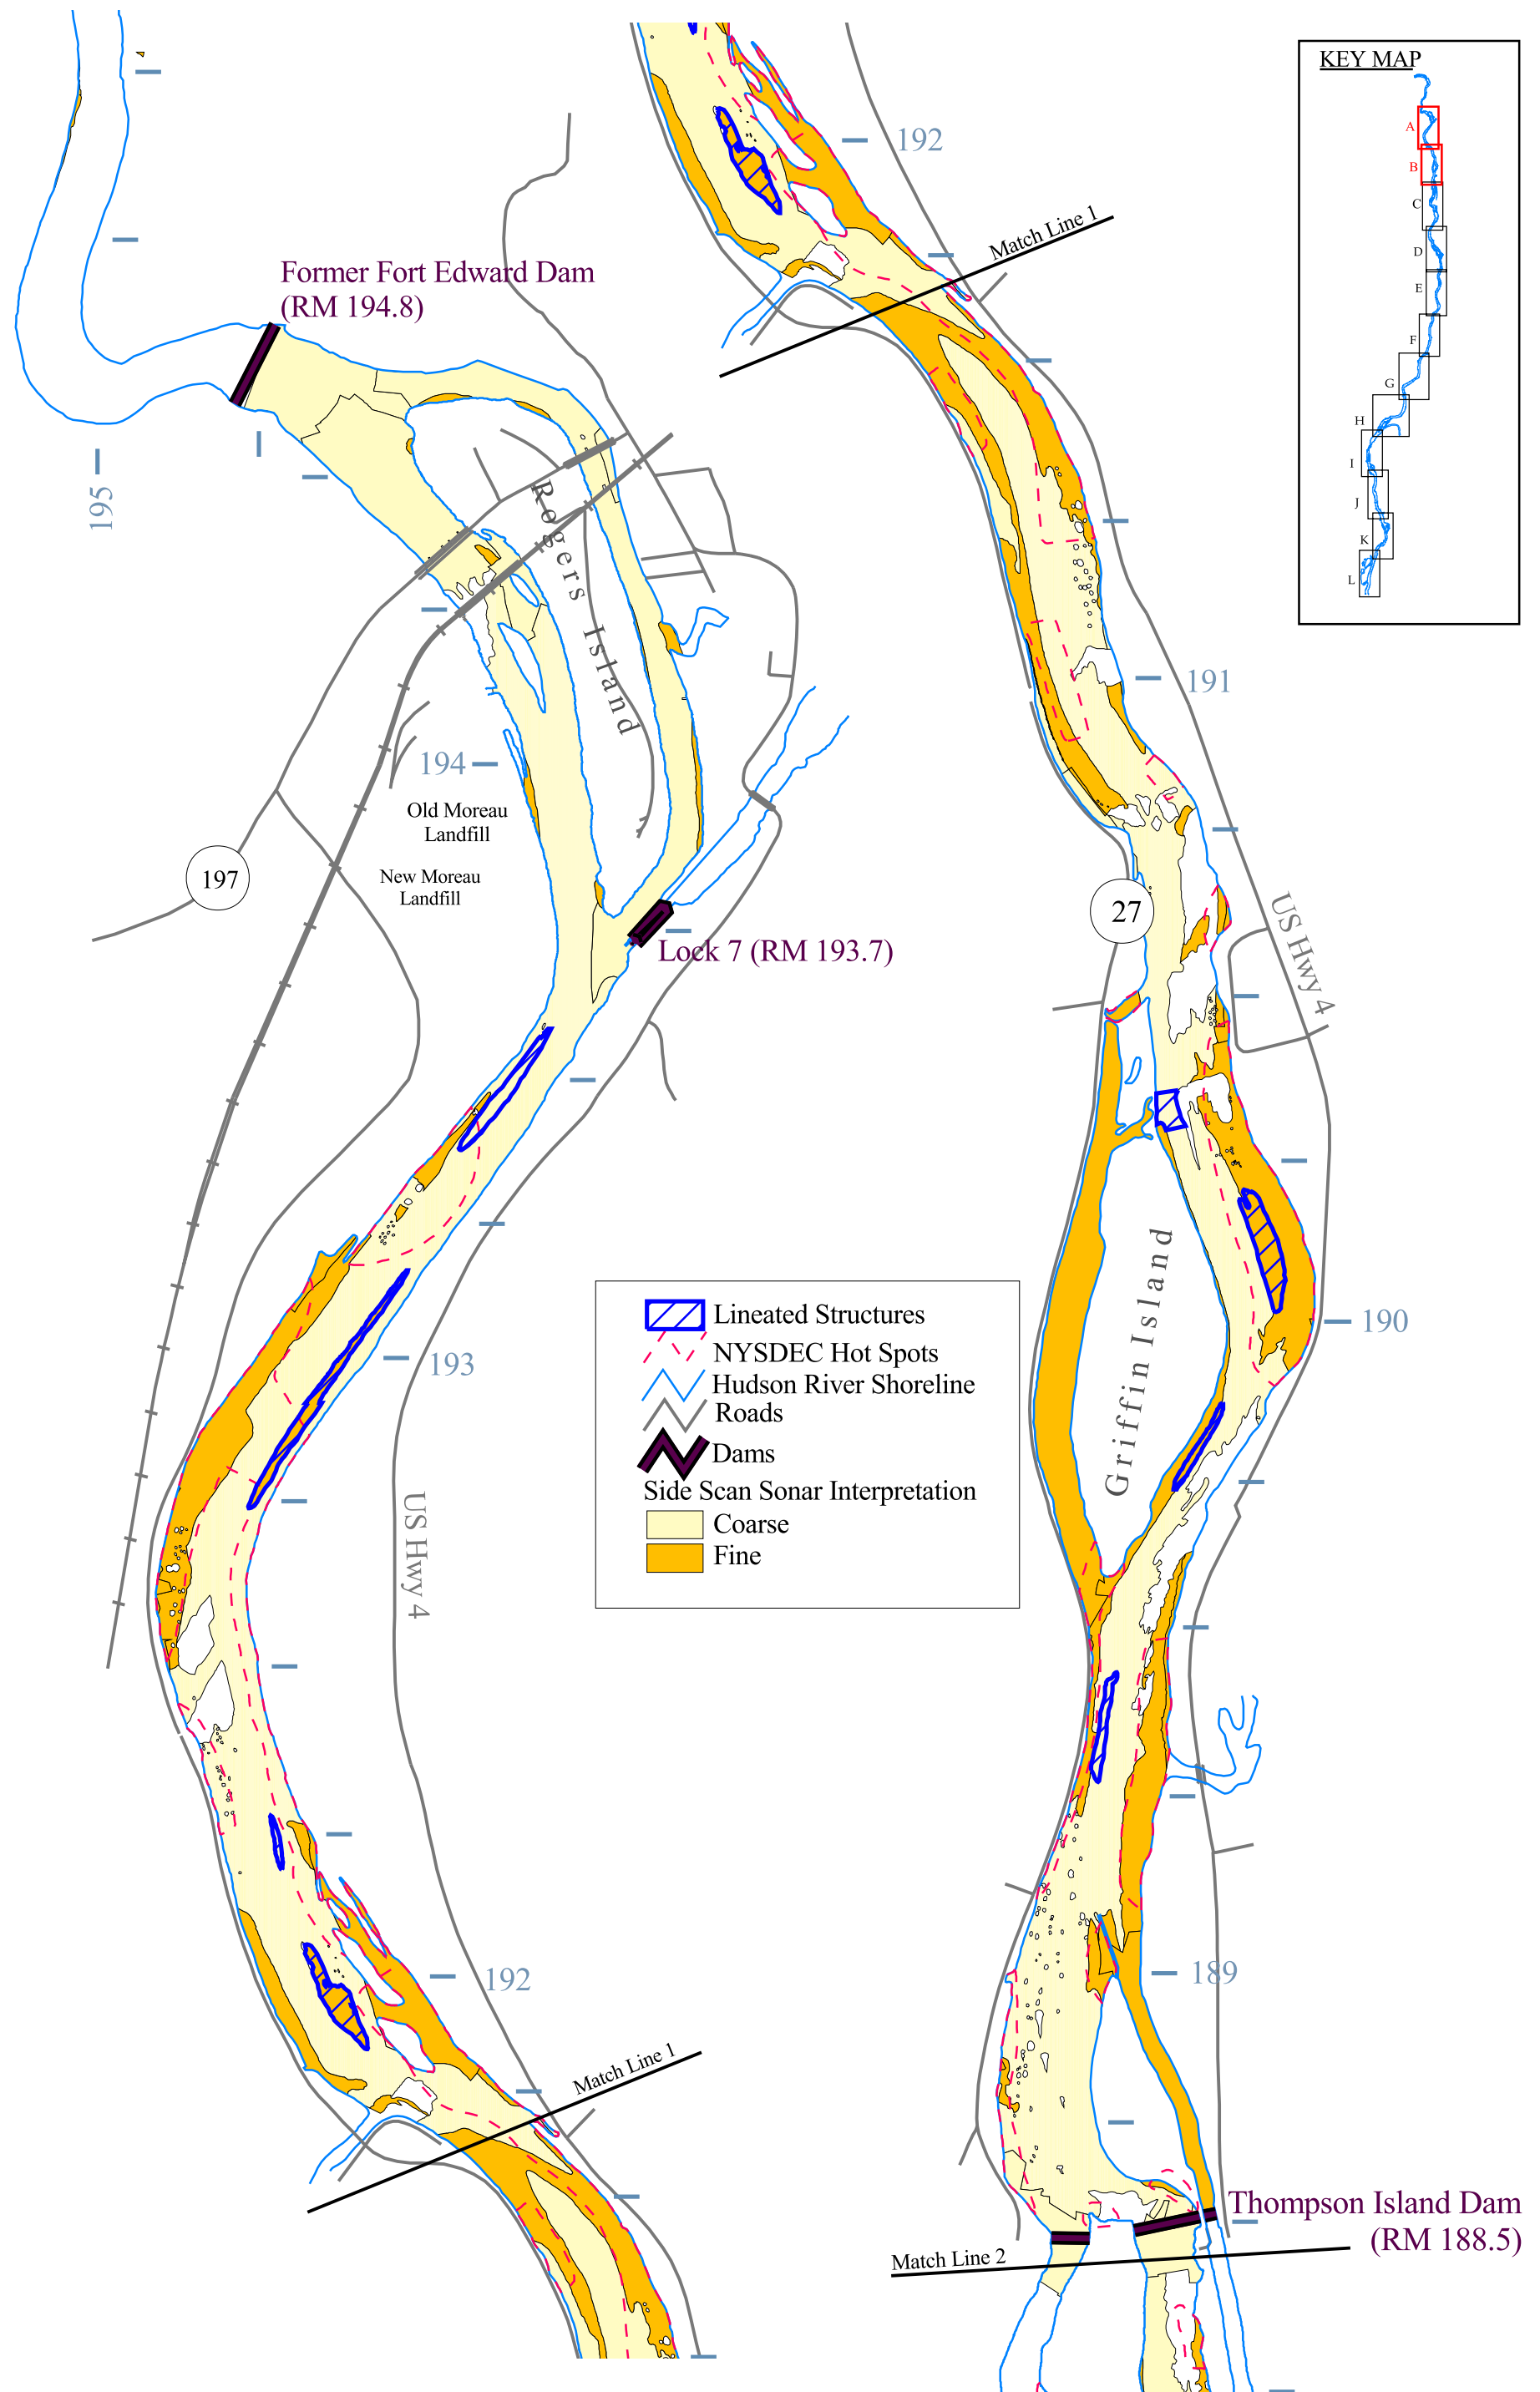 KEY MAP
A
B
C
D
E
F
G
H
I
J
K
L
192
Match Line 1
Former Fort Edward Dam
(RM 194.8)
195
Rogers Island
191
194
Old Moreau
Landfill
New Moreau
Landfill
197
27
US Hwy 4
Lock 7 (RM 193.7)
Griffin Island
190
193
Lineated Structures
NYSDEC Hot Spots
Hudson River Shoreline
Roads
Dams
Side Scan Sonar Interpretation
Coarse
Fine
US Hwy 4
192
189
Match Line 1
Thompson Island Dam
(RM 188.5)
Match Line 2